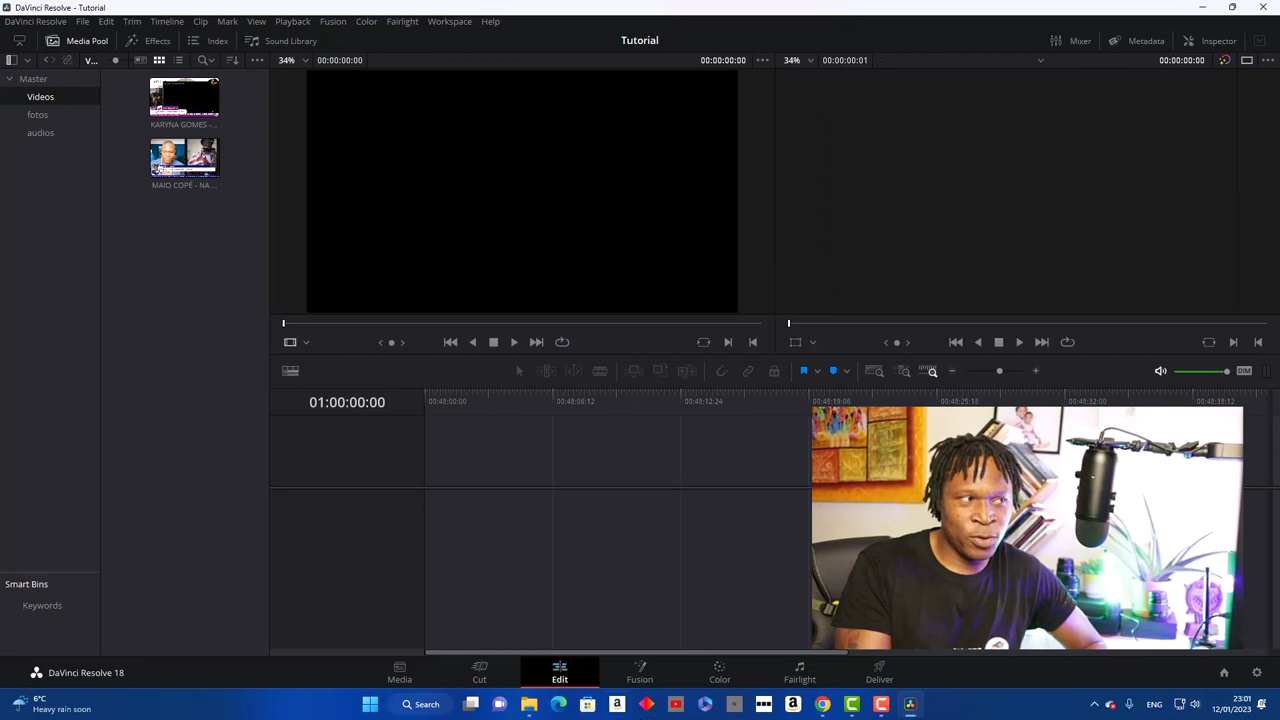 DaVinci Resolve - Tutorial
DaVinci Resolve File Edit Trim Timeline Clip Mark View Playback Fusion Color Fairlight Workspace Help
Media Pool Effects Index Sound Library Tutorial Mixer Metadata Inspector
V... 34% 00:00:00:00 00:00:00:00 34% 00:00:00:01 00:00:00:00
Master
Videos
fotos
audios
KARYNA GOMES -...
MAIO COPÉ - NA ...
DIM
01:00:00:00
00:48:00:00 00:48:06:12 00:48:12:24 00:48:19:06 00:48:25:18 00:48:32:00 00:48:38:12
Smart Bins
Keywords
DaVinci Resolve 18
Media Cut Edit Fusion Color Fairlight Deliver
6°C
Heavy rain soon
Search
ENG
23:01
12/01/2023